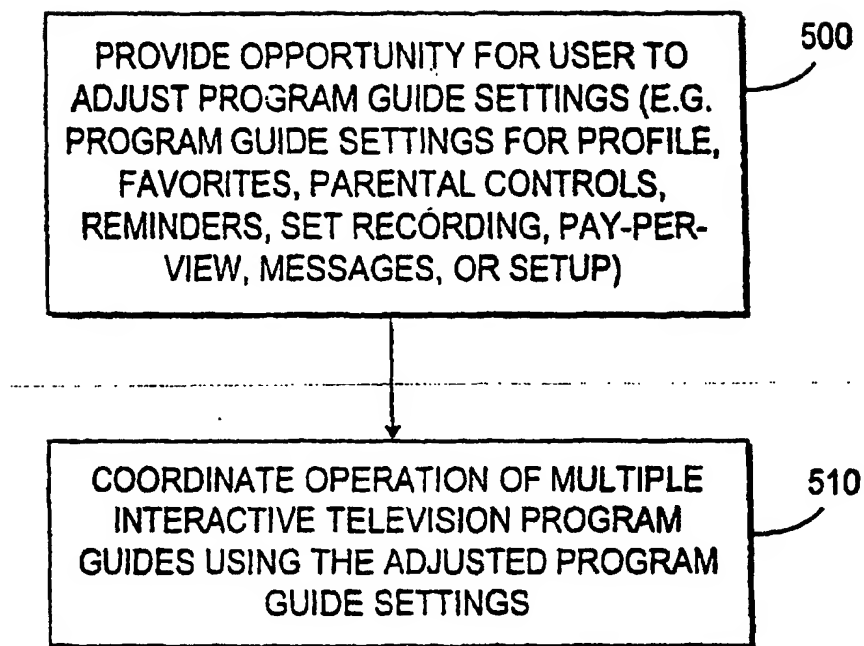 500
PROVIDE OPPORTUNITY FOR USER TO
ADJUST PROGRAM GUIDE SETTINGS (E.G.
PROGRAM GUIDE SETTINGS FOR PROFILE,
FAVORITES, PARENTAL CONTROLS,
REMINDERS, SET RECORDING, PAY-PER-
VIEW, MESSAGES, OR SETUP)
510
COORDINATE OPERATION OF MULTIPLE
INTERACTIVE TELEVISION PROGRAM
GUIDES USING THE ADJUSTED PROGRAM
GUIDE SETTINGS